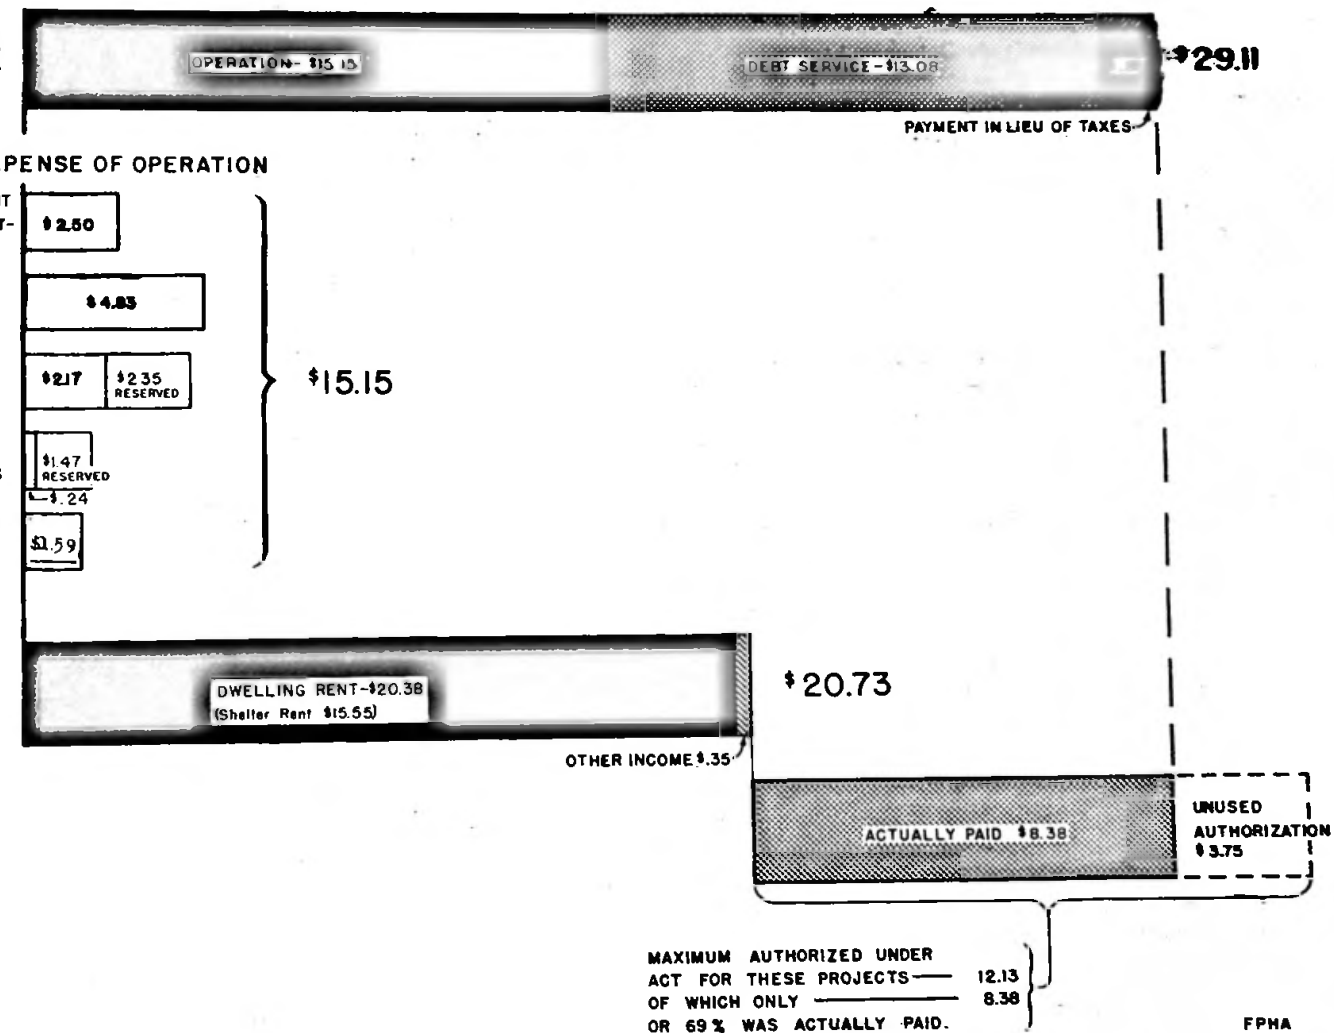 OPERATION- $15.15
DEBT SERVICE-$13.08
$29.11
PAYMENT IN LIEU OF TAXES
PENSE OF OPERATION
$2.50
$4.83
$2.17
$2.35
RESERVED
$15.15
$1.47
RESERVED
$.24
$1.59
DWELLING RENT-$20.38
(Shelter Rent $15.55)
$20.73
OTHER INCOME $.35
ACTUALLY PAID $8.38
UNUSED
AUTHORIZATION
$3.75
MAXIMUM AUTHORIZED UNDER
ACT FOR THESE PROJECTS— 12.13
OF WHICH ONLY — 8.38
OR 69% WAS ACTUALLY PAID.
FPHA